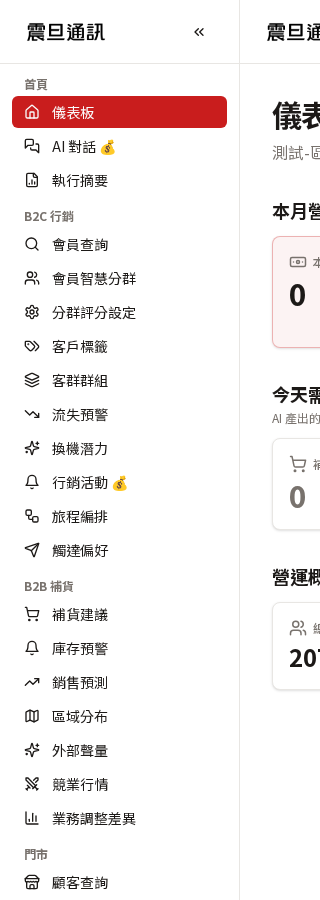 震旦通訊
首頁
儀表板
AI 對話 💰
執行摘要
B2C 行銷
會員查詢
會員智慧分群
分群評分設定
客戶標籤
客群群組
流失預警
換機潛力
行銷活動 💰
旅程編排
觸達偏好
B2B 補貨
補貨建議
庫存預警
銷售預測
區域分布
外部聲量
競業行情
業務調整差異
門市
顧客查詢
震旦通
儀表
測試-區
本月營
本
0
今天需
AI 產出的
補
0
營運概
總
207